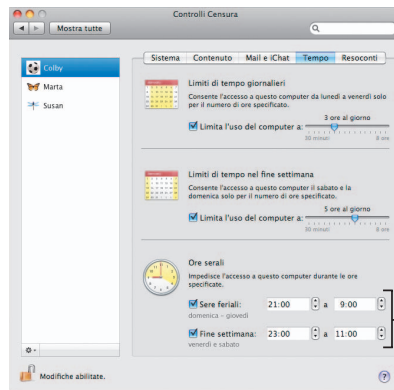 Controlli Censura
Mostra tutte
Sistema Contenuto Mail e iChat Tempo Resoconti
Colby
Marta
Susan
Limiti di tempo giornalieri
Consente l'accesso a questo computer da lunedì a venerdì solo
per il numero di ore specificato.
3 ore al giorno
Limita l'uso del computer a:
30 minuti 8 ore
Limiti di tempo nel fine settimana
Consente l'accesso a questo computer il sabato e la
domenica solo per il numero di ore specificato.
5 ore al giorno
Limita l'uso del computer a:
30 minuti 8 ore
Ore serali
Impedisce l'accesso a questo computer durante le ore
specificate.
Sere feriali: 21:00 a 9:00
domenica - giovedì
Fine settimana: 23:00 a 11:00
venerdì e sabato
Modifiche abilitate.
?